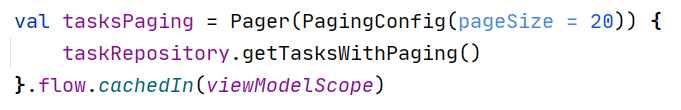 val tasksPaging = Pager(PagingConfig(pageSize = 20)) {
    taskRepository.getTasksWithPaging()
}.flow.cachedIn(viewModelScope)